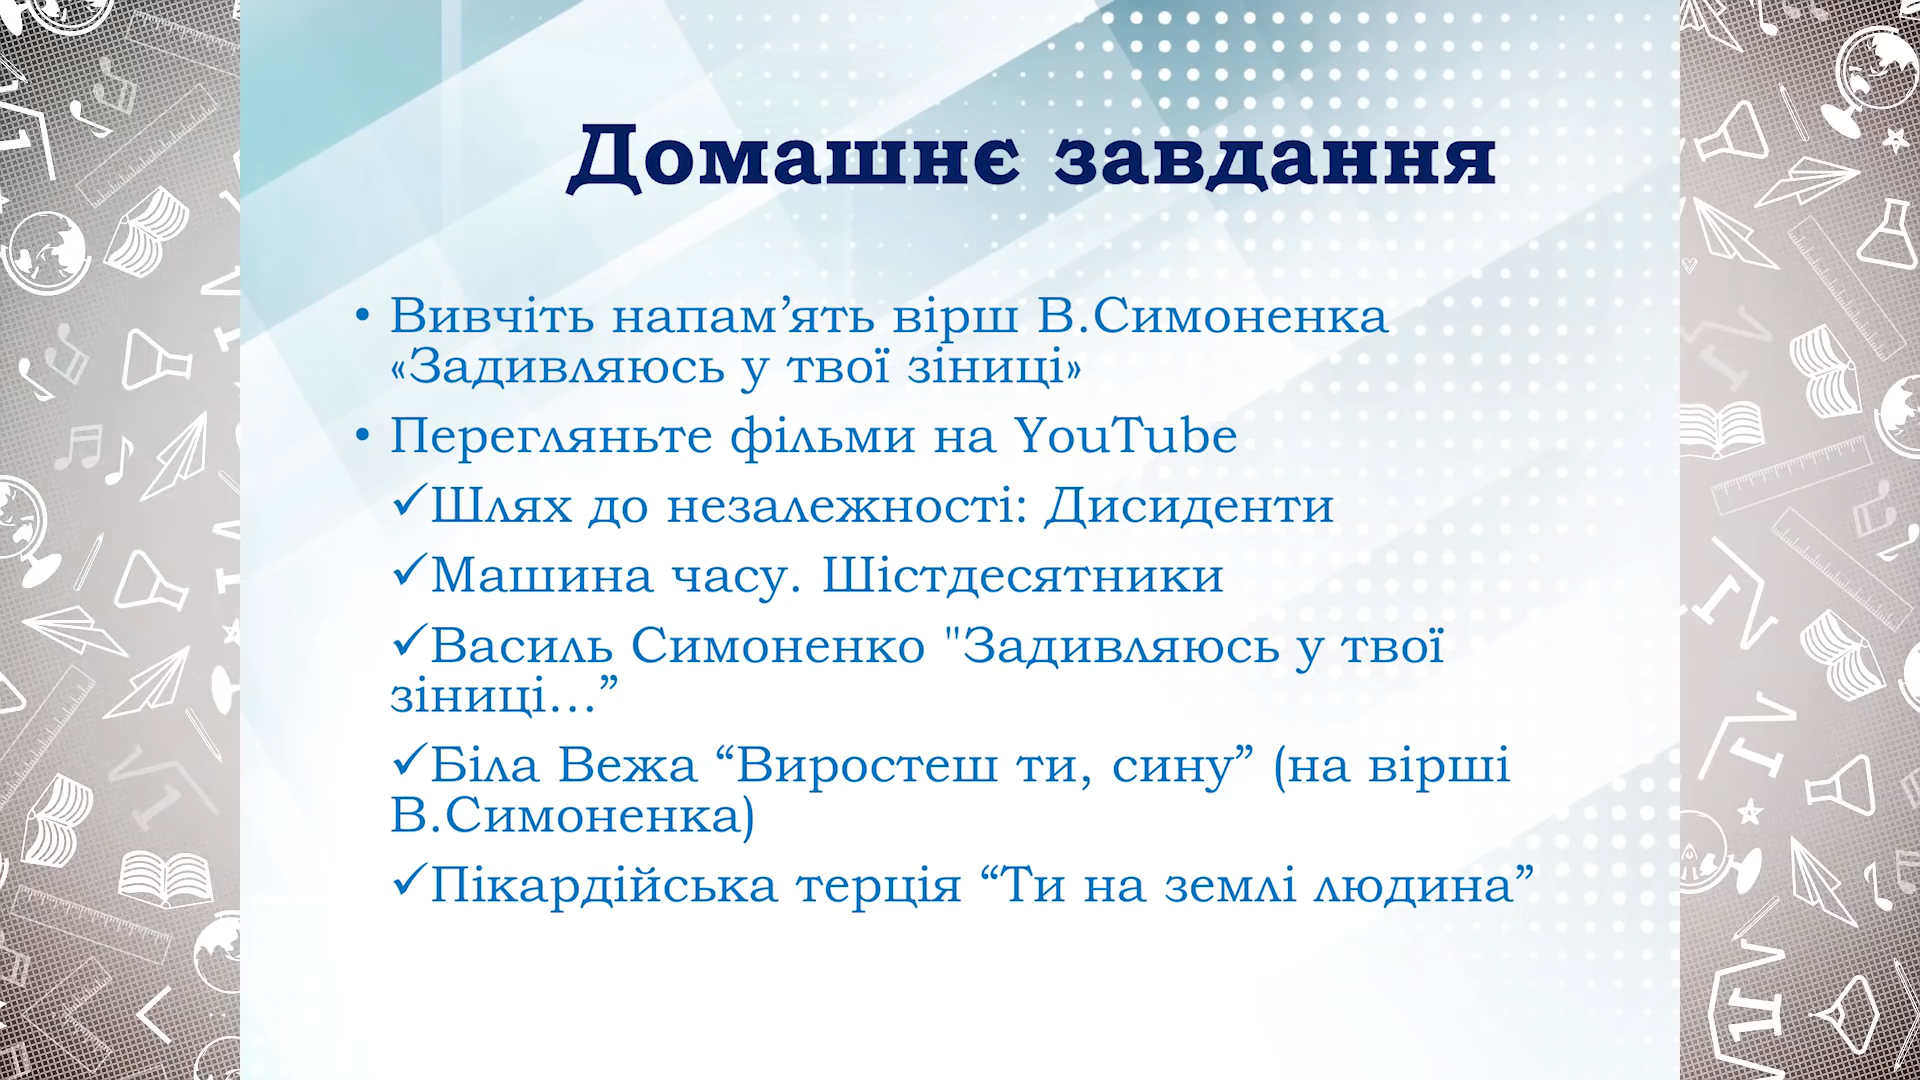 Домашнє завдання
• Вивчіть напам’ять вірш В.Симоненка
«Задивляюсь у твої зіниці»
• Перегляньте фільми на YouTube
✓Шлях до незалежності: Дисиденти
✓Машина часу. Шістдесятники
✓Василь Симоненко "Задивляюсь у твої
зіниці…”
✓Біла Вежа “Виростеш ти, сину” (на вірші
В.Симоненка)
✓Пікардійська терція “Ти на землі людина”